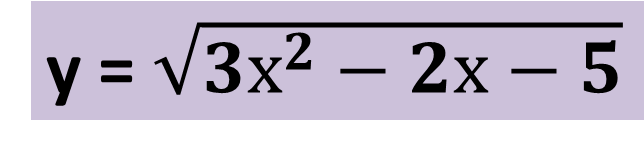 y = √3x² − 2x − 5